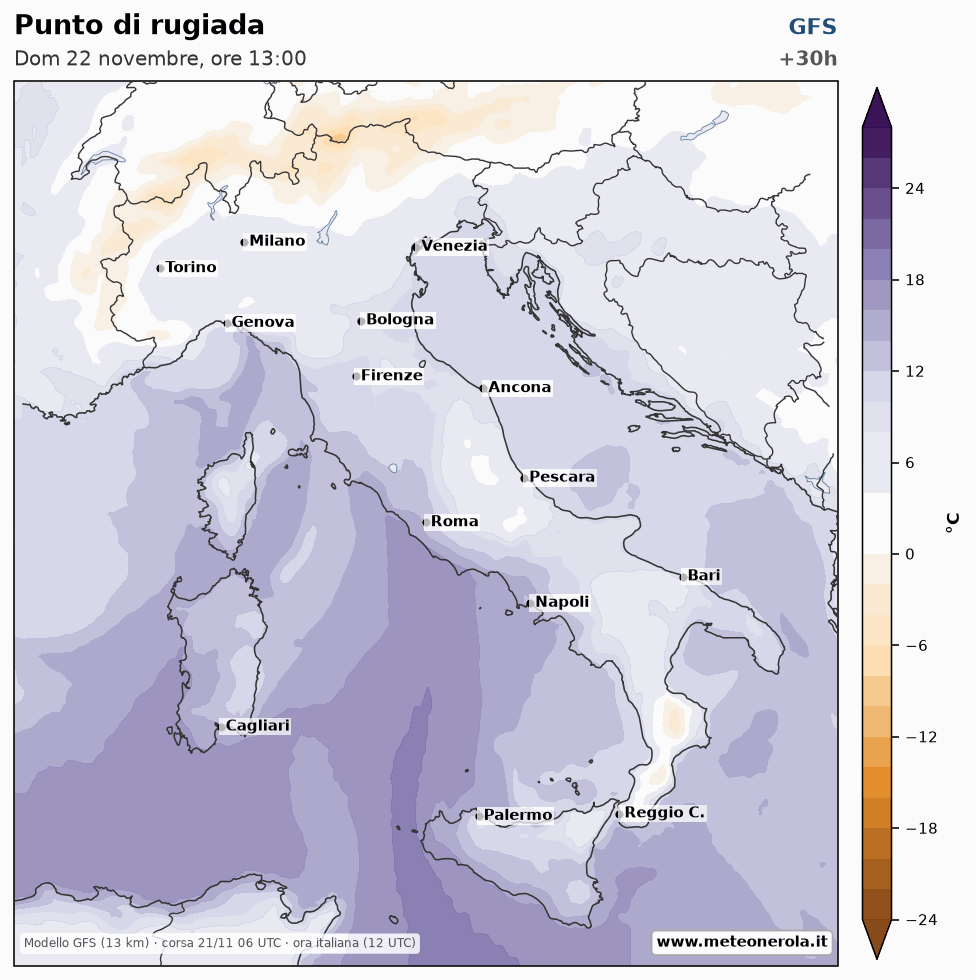 Punto di rugiada
GFS
Dom 22 novembre, ore 13:00
+30h
Milano
Venezia
Torino
Genova
Bologna
Firenze
Ancona
Pescara
Roma
Bari
Napoli
Cagliari
Palermo
Reggio C.
24
18
12
6
0
−6
−12
−18
−24
°C
Modello GFS (13 km) · corsa 21/11 06 UTC · ora italiana (12 UTC)
www.meteonerola.it